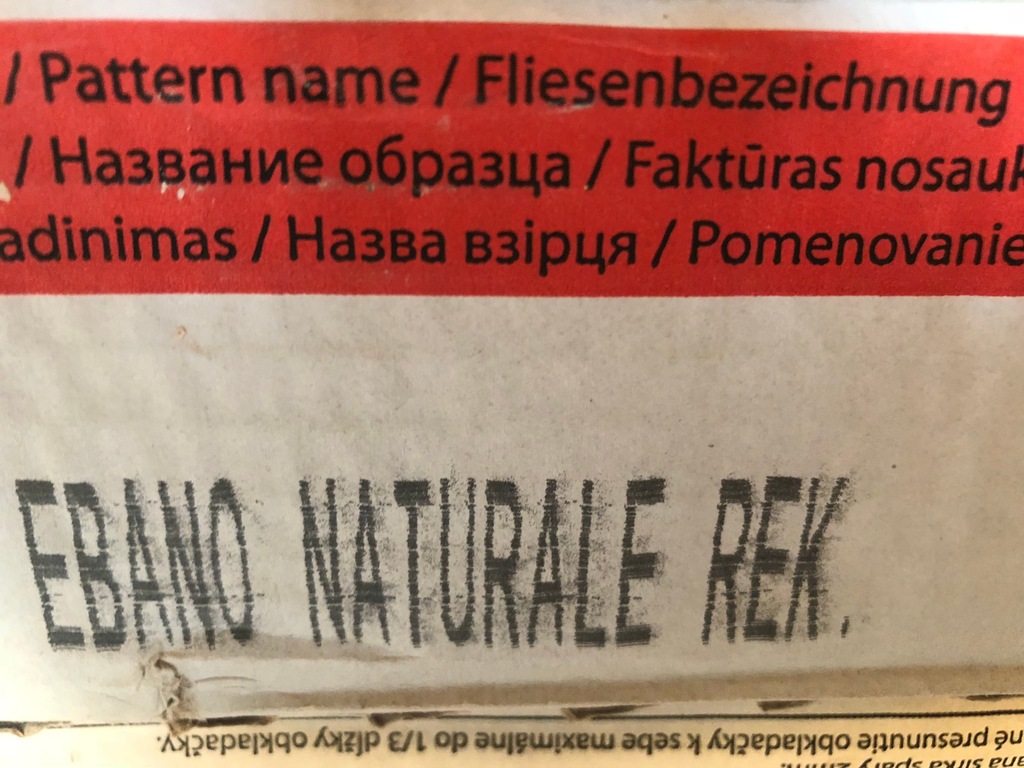 / Pattern name / Fliesenbezeichnung
/ Название образца / Faktūras nosauk
adinimas / Назва взірця / Pomenovanie
EBANO NATURALE REK.
né presunutie obkladačky k sebe maximálne do 1/3 dĺžky obkladačky.